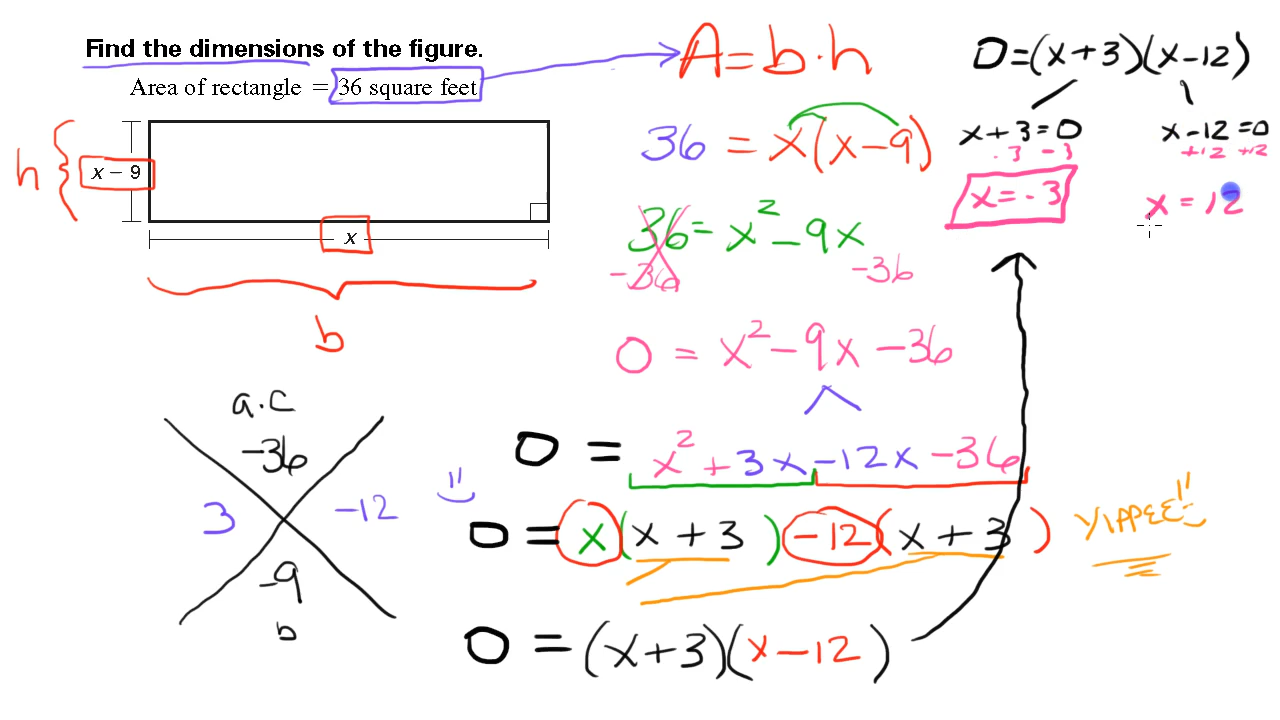 Find the dimensions of the figure.
Area of rectangle = 36 square feet
h
x − 9
x
b
A = b·h
36 = x(x−9)
36 = x² − 9x
−36 −36
0 = x² − 9x − 36
0 = x² + 3x − 12x − 36
0 = x(x + 3) − 12(x + 3)
YIPPEE!!
0 = (x+3)(x−12)
0=(x+3)(x−12)
x+3=0
-3 -3
x = -3
x-12=0
+12 +12
x = 12
a.c
-36
3
-12
-9
b